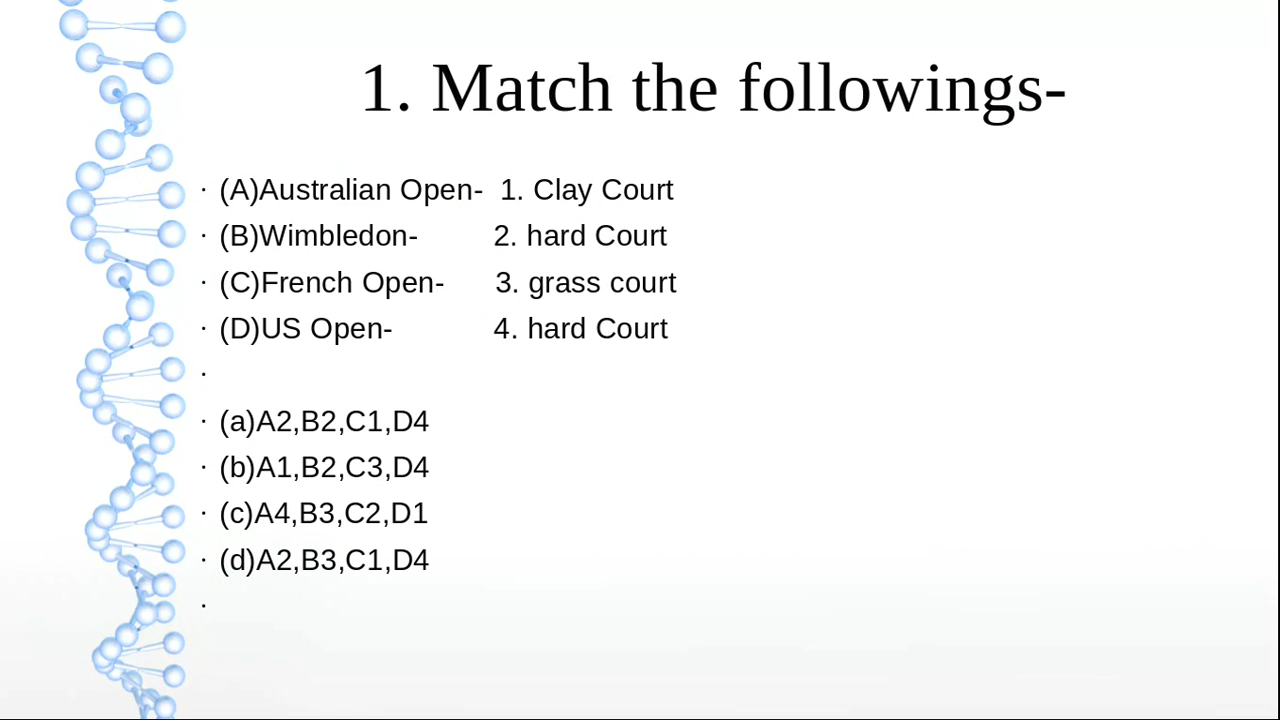 1. Match the followings-
(A)Australian Open- 1. Clay Court
(B)Wimbledon- 2. hard Court
(C)French Open- 3. grass court
(D)US Open- 4. hard Court
(a)A2,B2,C1,D4
(b)A1,B2,C3,D4
(c)A4,B3,C2,D1
(d)A2,B3,C1,D4